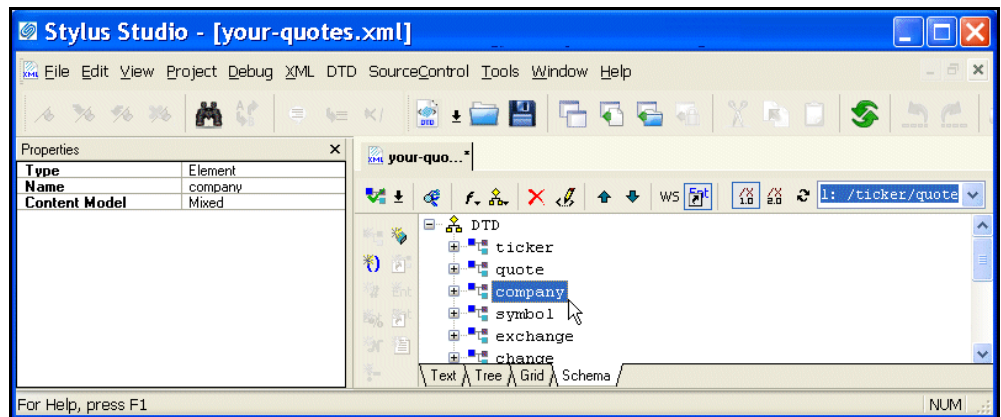 Stylus Studio - [your-quotes.xml]
File Edit View Project Debug XML DTD SourceControl Tools Window Help
Properties
Type Element
Name company
Content Model Mixed
XML your-quo...*
WS Ent 1: /ticker/quote
DTD
ticker
quote
company
symbol
exchange
change
Text Tree Grid Schema
For Help, press F1 NUM